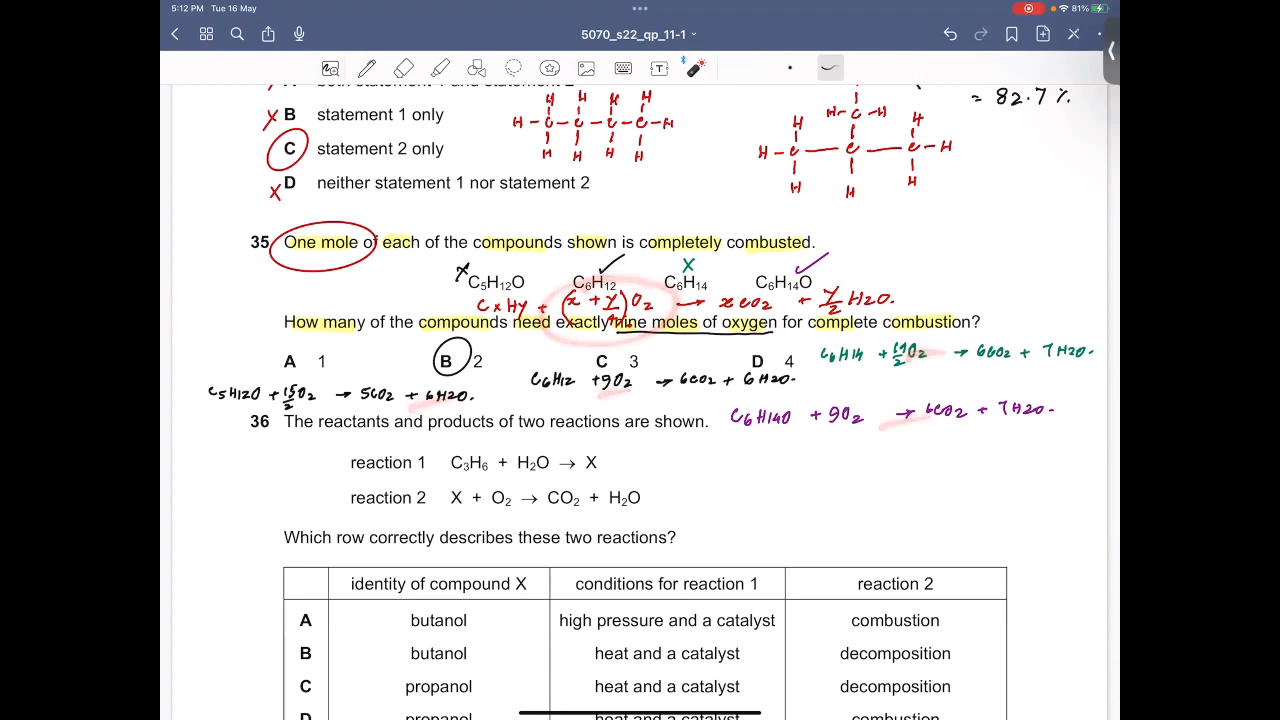 5:12 PM Tue 16 May
81%
5070_s22_qp_11-1
= 82.7 %
X B statement 1 only
C statement 2 only
X D neither statement 1 nor statement 2
H H H H
H - C - C - C - C - H
H H H H
H - C - H
H H
H - C - C - C - H
H H H
35 One mole of each of the compounds shown is completely combusted.
X C5H12O C6H12 ✓ C6H14 X C6H14O ✓
CxHy + (x + y/4) O2 → xCO2 + y/2 H2O.
How many of the compounds need exactly nine moles of oxygen for complete combustion?
A 1 B 2 C 3 D 4
C6H14 + 19/2 O2 → 6CO2 + 7H2O.
C6H12 + 9O2 → 6CO2 + 6H2O.
C5H12O + 15/2 O2 → 5CO2 + 6H2O.
C6H14O + 9O2 → 6CO2 + 7H2O.
36 The reactants and products of two reactions are shown.
reaction 1 C3H6 + H2O → X
reaction 2 X + O2 → CO2 + H2O
Which row correctly describes these two reactions?
identity of compound X conditions for reaction 1 reaction 2
A butanol high pressure and a catalyst combustion
B butanol heat and a catalyst decomposition
C propanol heat and a catalyst decomposition
D propanol heat and a catalyst combustion